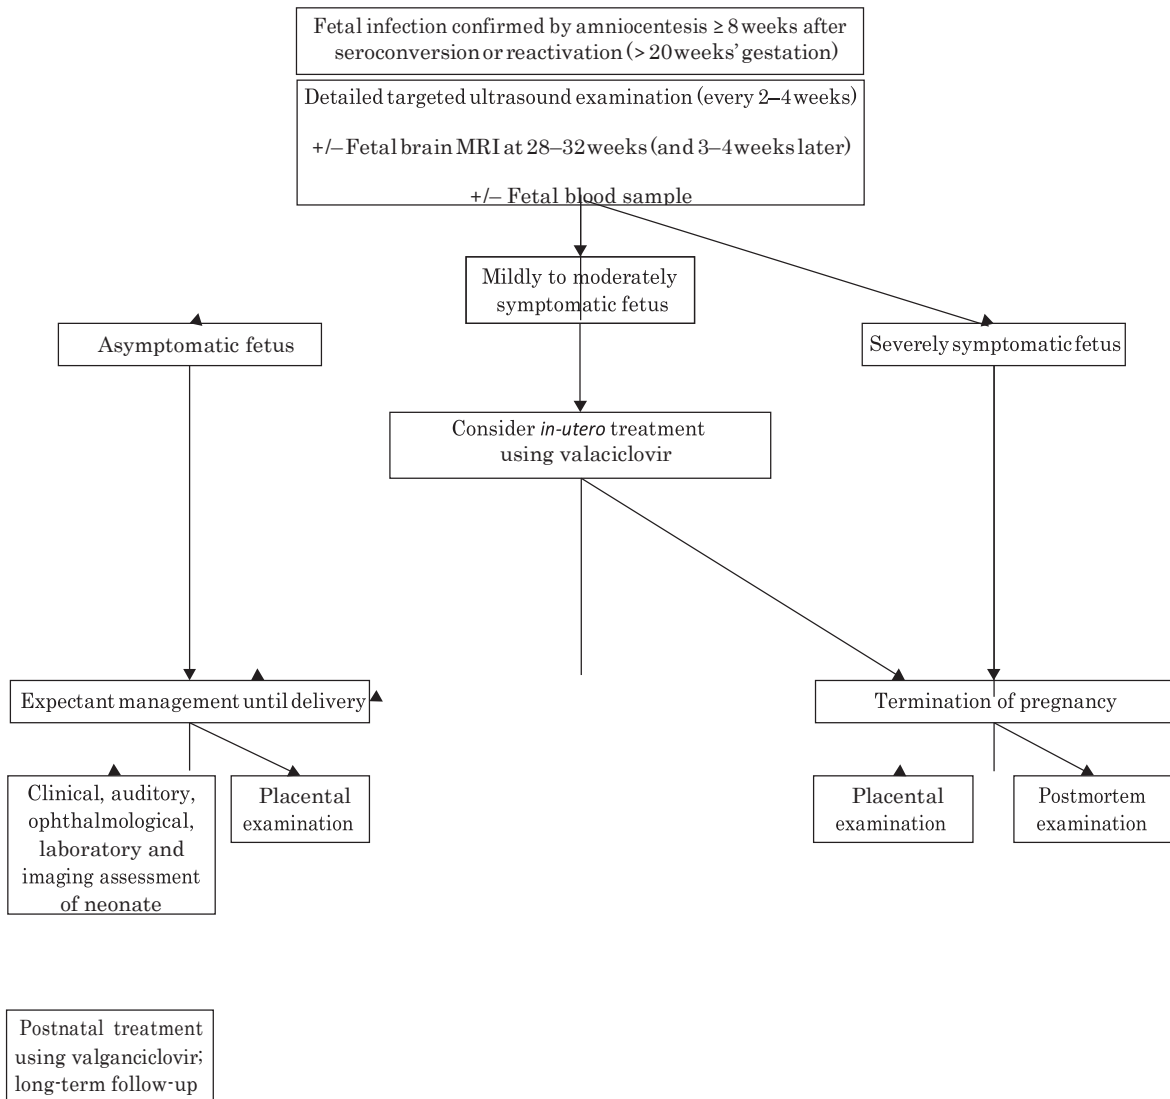 Fetal infection confirmed by amniocentesis ≥ 8 weeks after
seroconversion or reactivation (> 20 weeks' gestation)
Detailed targeted ultrasound examination (every 2–4 weeks)
+/– Fetal brain MRI at 28–32 weeks (and 3–4 weeks later)
+/– Fetal blood sample
Mildly to moderately
symptomatic fetus
Asymptomatic fetus
Severely symptomatic fetus
Consider in-utero treatment
using valaciclovir
Expectant management until delivery
Termination of pregnancy
Clinical, auditory,
ophthalmological,
laboratory and
imaging assessment
of neonate
Placental
examination
Placental
examination
Postmortem
examination
Postnatal treatment
using valganciclovir;
long-term follow-up